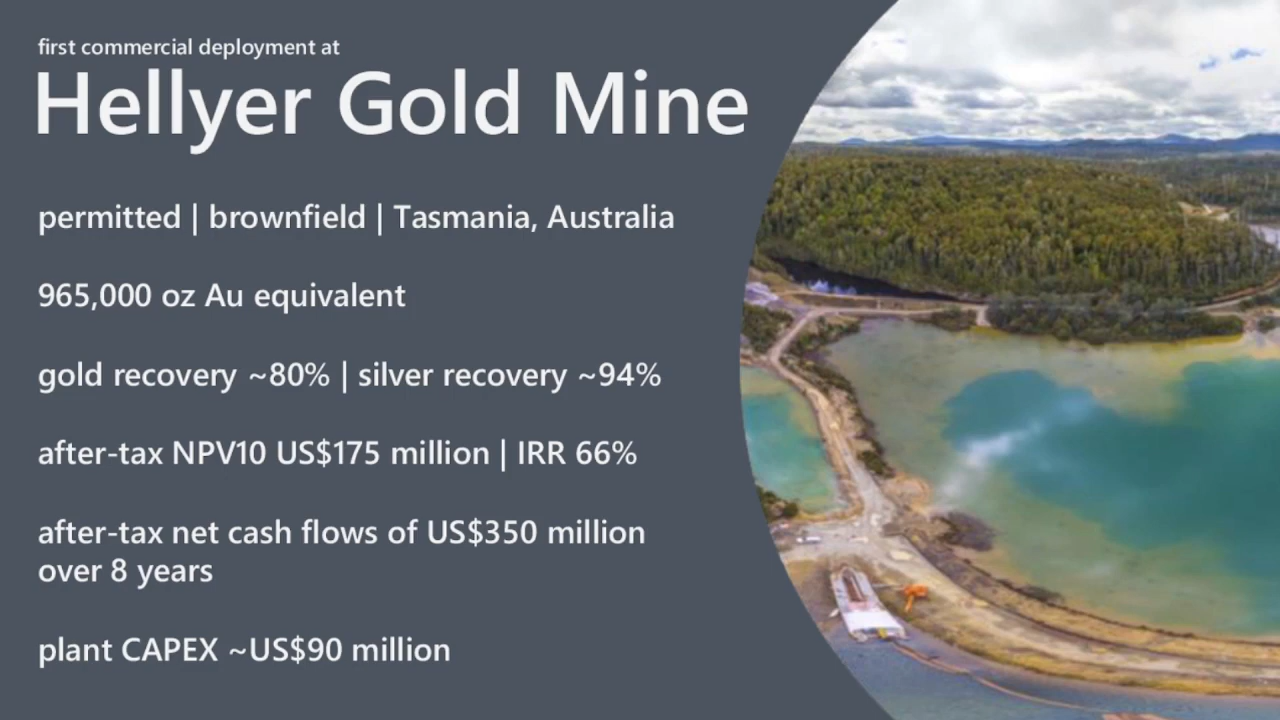 first commercial deployment at
Hellyer Gold Mine
permitted | brownfield | Tasmania, Australia
965,000 oz Au equivalent
gold recovery ~80% | silver recovery ~94%
after-tax NPV10 US$175 million | IRR 66%
after-tax net cash flows of US$350 million
over 8 years
plant CAPEX ~US$90 million